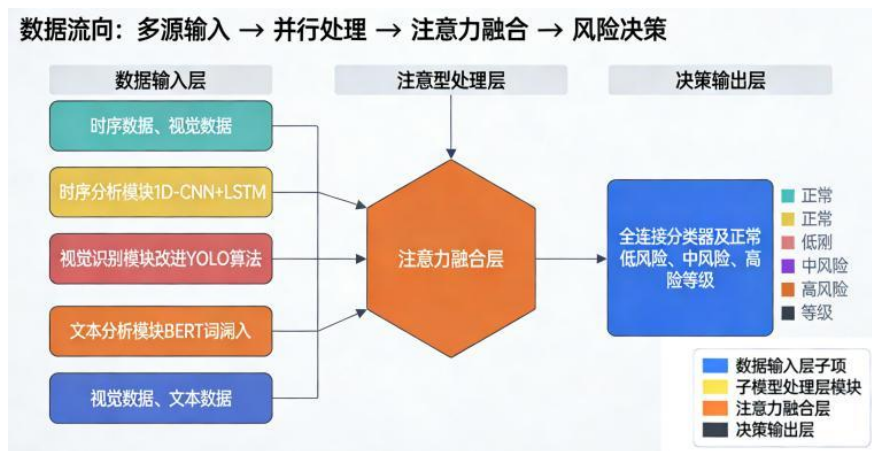 数据流向：多源输入 → 并行处理 → 注意力融合 → 风险决策
数据输入层
注意型处理层
决策输出层
时序数据、视觉数据
时序分析模块1D-CNN+LSTM
视觉识别模块改进YOLO算法
文本分析模块BERT词渊入
视觉数据、文本数据
注意力融合层
全连接分类器及正常
低风险、中风险、高
险等级
正常
正常
低刚
中风险
高风险
等级
数据输入层子项
子模型处理层模块
注意力融合层
决策输出层